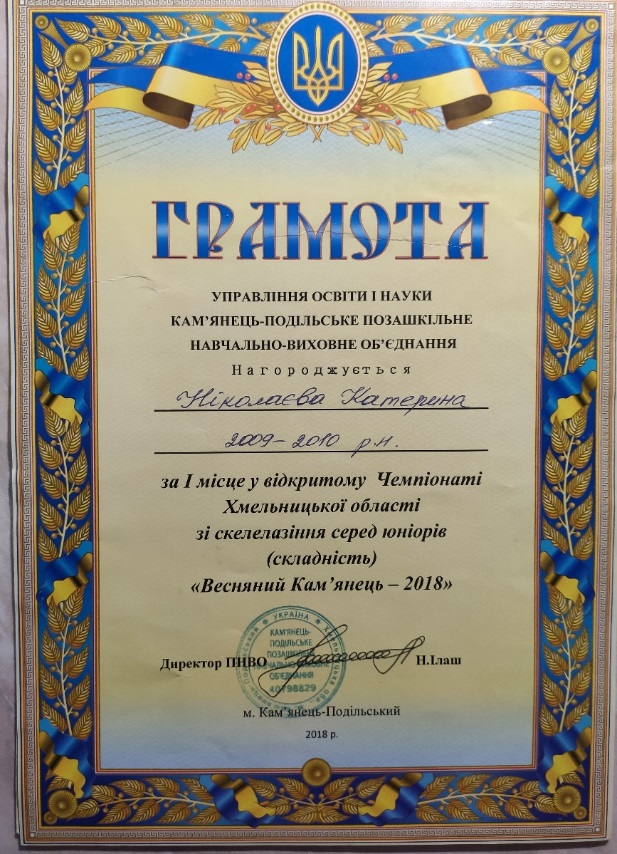 ГРАМОТА
УПРАВЛІННЯ ОСВІТИ І НАУКИ
КАМ’ЯНЕЦЬ-ПОДІЛЬСЬКЕ ПОЗАШКІЛЬНЕ
НАВЧАЛЬНО-ВИХОВНЕ ОБ’ЄДНАННЯ
Нагороджується
Ніколаєва Катерина
2009-2010 р.н.
за І місце у відкритому Чемпіонаті
Хмельницької області
зі скелелазіння серед юніорів
(складність)
«Весняний Кам’янець – 2018»
УКРАЇНА
КАМ'ЯНЕЦЬ-
ПОДІЛЬСЬКЕ
ПОЗАШКІЛЬНЕ
НАВЧАЛЬНО-ВИХОВНЕ
ОБ'ЄДНАННЯ
40798829
Директор ПНВО Н.Ілаш
м. Кам’янець-Подільський
2018 р.